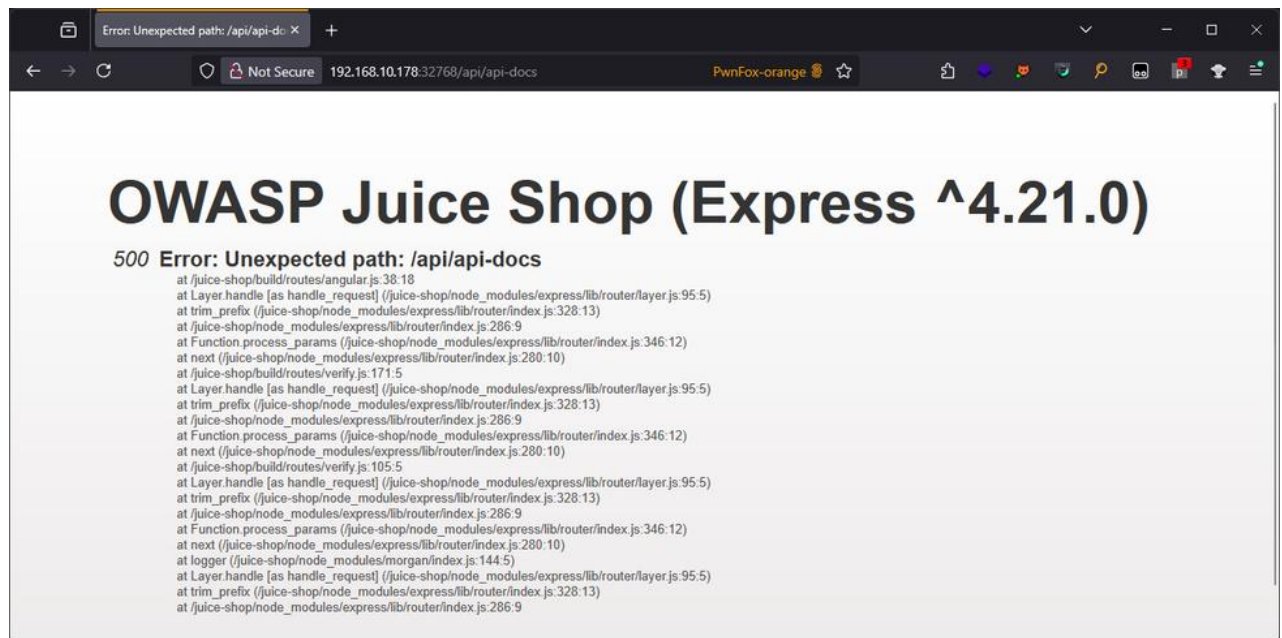 Error: Unexpected path: /api/api-do
Not Secure 192.168.10.178:32768/api/api-docs PwnFox-orange
OWASP Juice Shop (Express ^4.21.0)
500 Error: Unexpected path: /api/api-docs
at /juice-shop/build/routes/angular.js:38:18
at Layer.handle [as handle_request] (/juice-shop/node_modules/express/lib/router/layer.js:95:5)
at trim_prefix (/juice-shop/node_modules/express/lib/router/index.js:328:13)
at /juice-shop/node_modules/express/lib/router/index.js:286:9
at Function.process_params (/juice-shop/node_modules/express/lib/router/index.js:346:12)
at next (/juice-shop/node_modules/express/lib/router/index.js:280:10)
at /juice-shop/build/routes/verify.js:171:5
at Layer.handle [as handle_request] (/juice-shop/node_modules/express/lib/router/layer.js:95:5)
at trim_prefix (/juice-shop/node_modules/express/lib/router/index.js:328:13)
at /juice-shop/node_modules/express/lib/router/index.js:286:9
at Function.process_params (/juice-shop/node_modules/express/lib/router/index.js:346:12)
at next (/juice-shop/node_modules/express/lib/router/index.js:280:10)
at /juice-shop/build/routes/verify.js:105:5
at Layer.handle [as handle_request] (/juice-shop/node_modules/express/lib/router/layer.js:95:5)
at trim_prefix (/juice-shop/node_modules/express/lib/router/index.js:328:13)
at /juice-shop/node_modules/express/lib/router/index.js:286:9
at Function.process_params (/juice-shop/node_modules/express/lib/router/index.js:346:12)
at next (/juice-shop/node_modules/express/lib/router/index.js:280:10)
at logger (/juice-shop/node_modules/morgan/index.js:144:5)
at Layer.handle [as handle_request] (/juice-shop/node_modules/express/lib/router/layer.js:95:5)
at trim_prefix (/juice-shop/node_modules/express/lib/router/index.js:328:13)
at /juice-shop/node_modules/express/lib/router/index.js:286:9